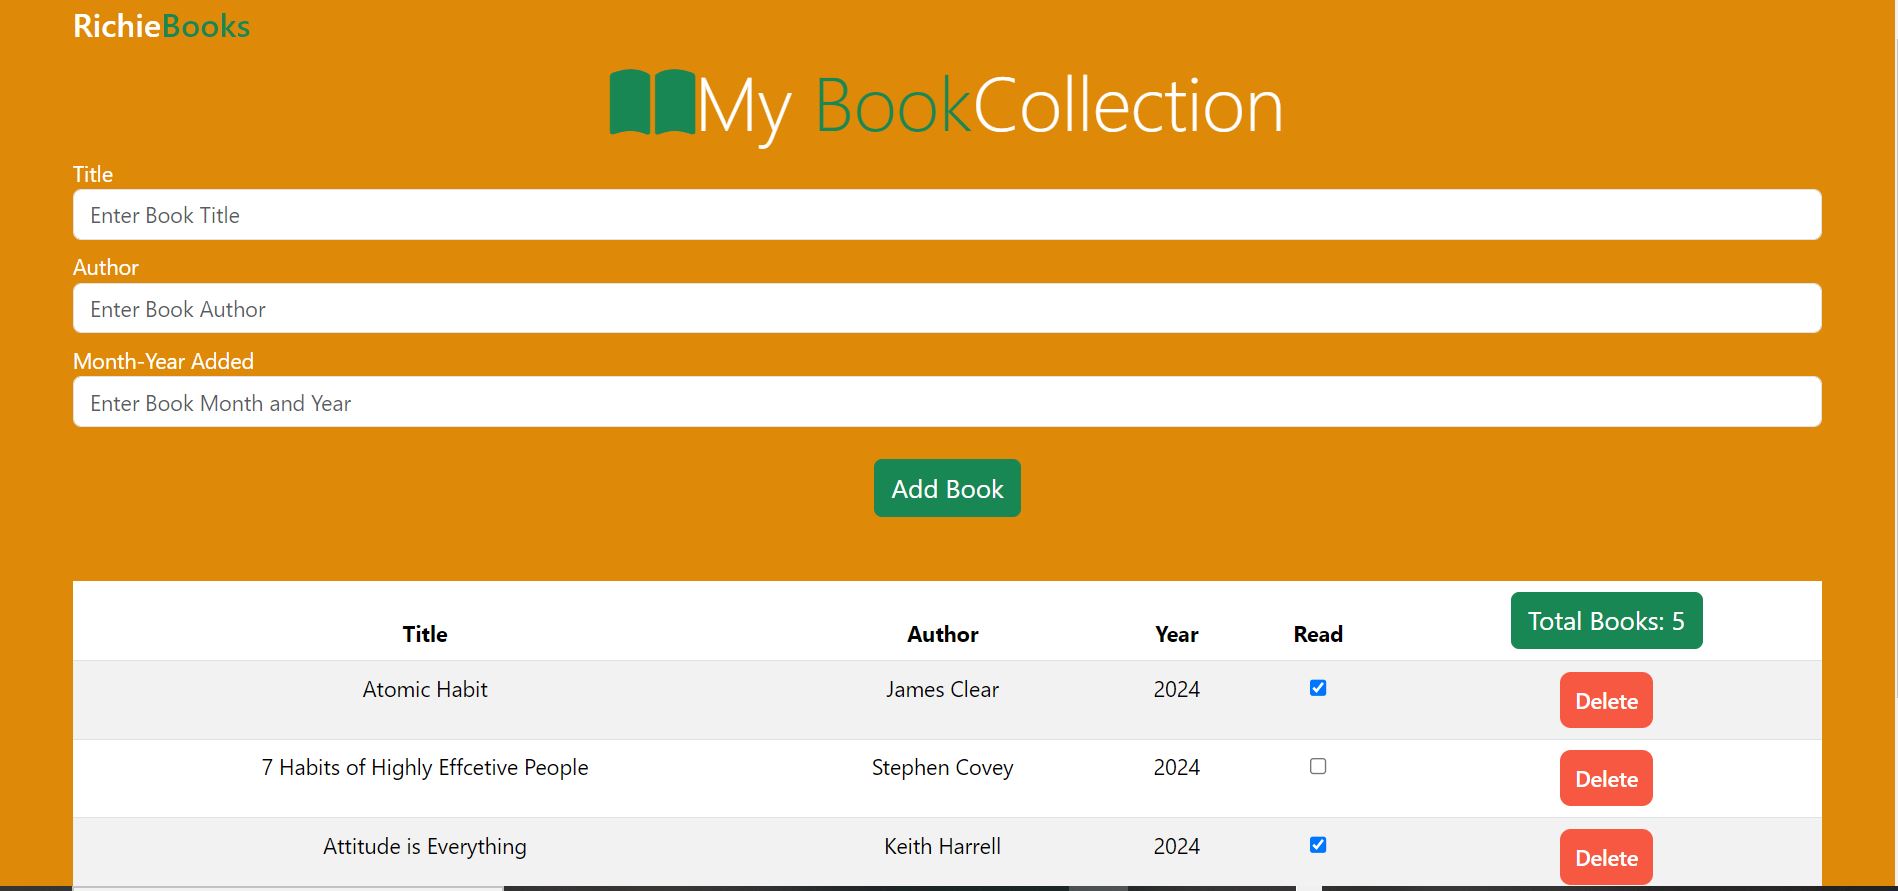 RichieBooks
My BookCollection
Title
Enter Book Title
Author
Enter Book Author
Month-Year Added
Enter Book Month and Year
Add Book
Title Author Year Read Total Books: 5
Atomic Habit James Clear 2024 Delete
7 Habits of Highly Effcetive People Stephen Covey 2024 Delete
Attitude is Everything Keith Harrell 2024 Delete